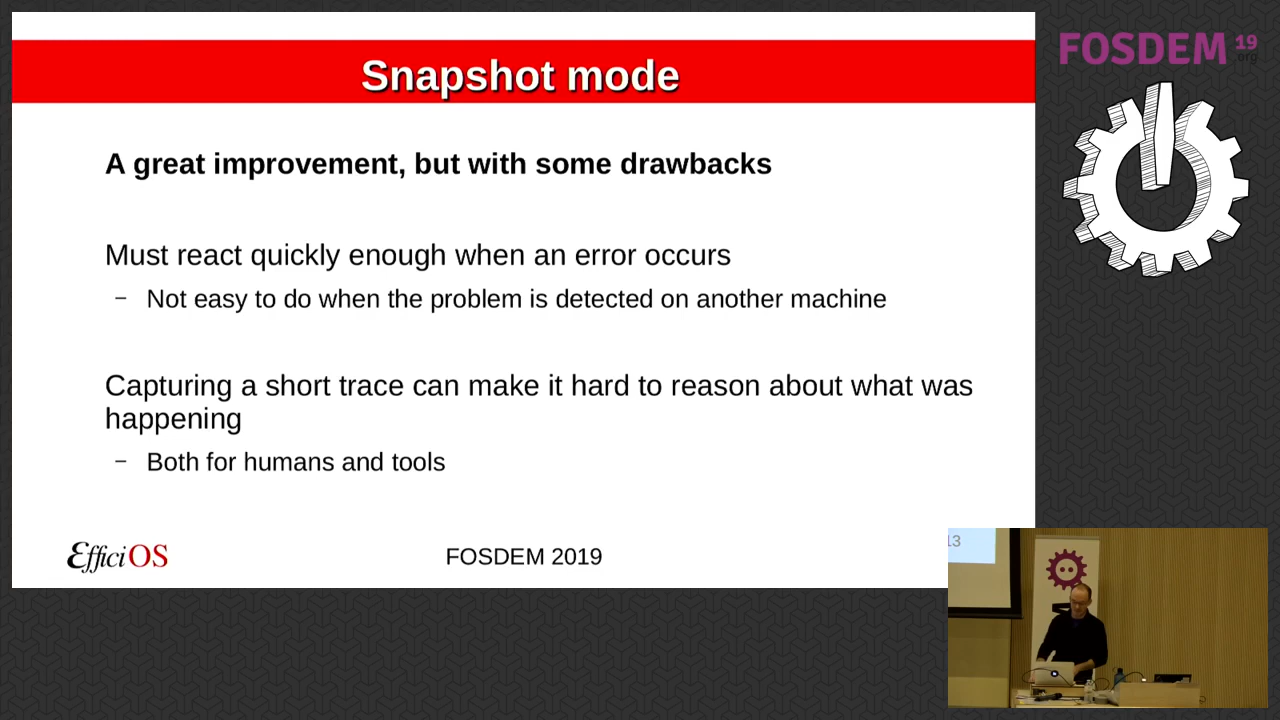 Snapshot mode
A great improvement, but with some drawbacks
Must react quickly enough when an error occurs
– Not easy to do when the problem is detected on another machine
Capturing a short trace can make it hard to reason about what was
happening
– Both for humans and tools
EfficiOS
FOSDEM 2019
FOSDEM 19
.org
13